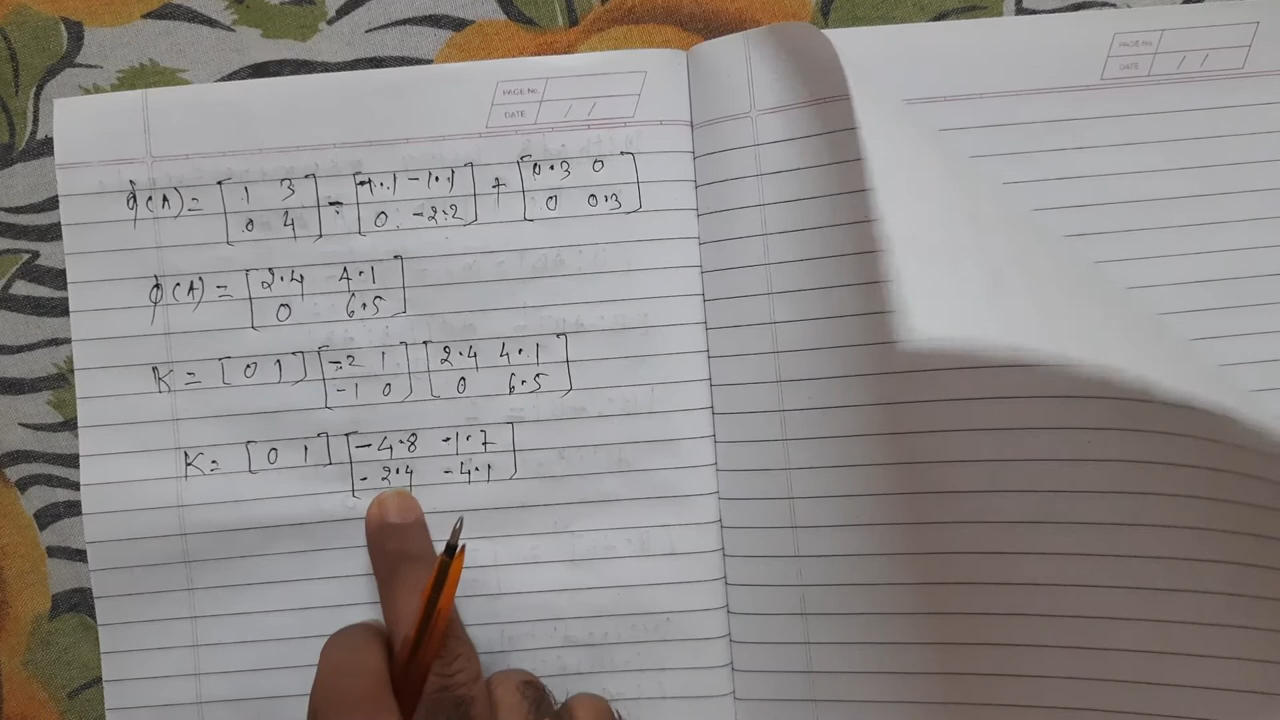 PAGE No.
DATE / /
PAGE No.
DATE / /
φ(A) = [1 3; 0 4] - [-1.1 -1.1; 0 -2.2] + [0.3 0; 0 0.3]
φ(A) = [2.4 4.1; 0 6.5]
K = [0 1] [-2 1; -1 0] [2.4 4.1; 0 6.5]
K = [0 1] [-4.8 -1.7; -2.4 -4.1]